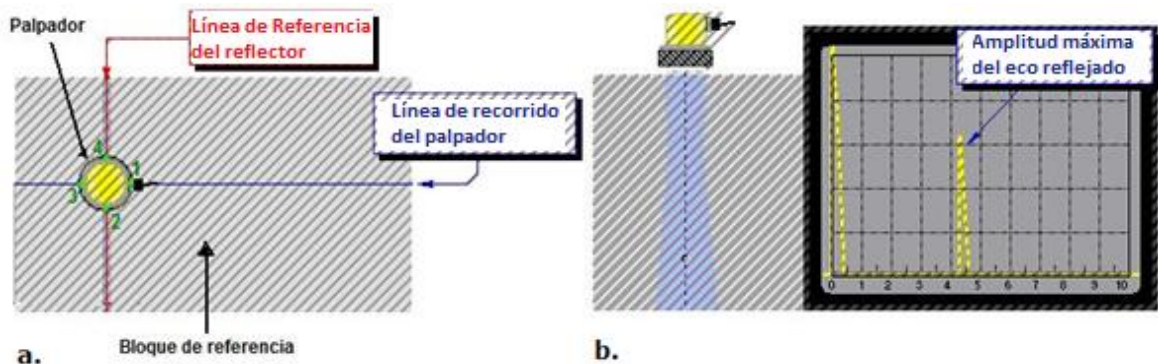 Palpador
Línea de Referencia
del reflector
Línea de recorrido
del palpador
4
1
3
2
Bloque de referencia
a.
Amplitud máxima
del eco reflejado
0 1 2 3 4 5 6 7 8 9 10
b.